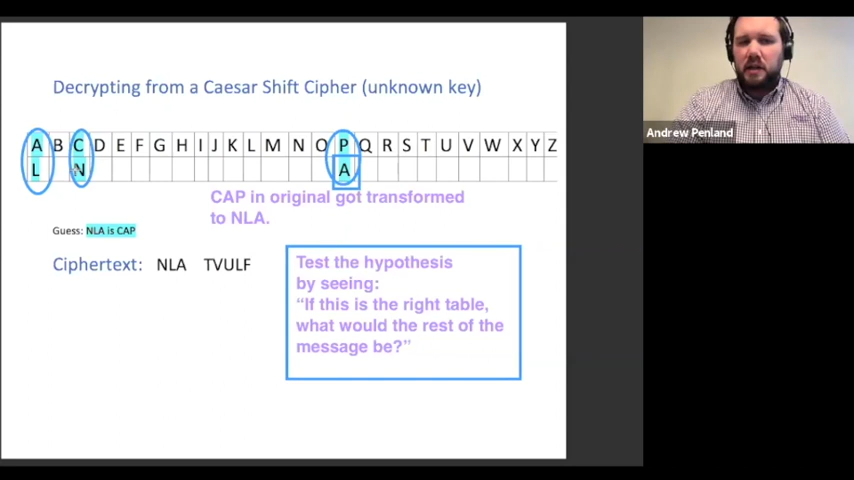 Decrypting from a Caesar Shift Cipher (unknown key)
A B C D E F G H I J K L M N O P Q R S T U V W X Y Z
L N A
CAP in original got transformed
to NLA.
Guess: NLA is CAP
Ciphertext: NLA TVULF
Test the hypothesis
by seeing:
“If this is the right table,
what would the rest of the
message be?”
Andrew Penland